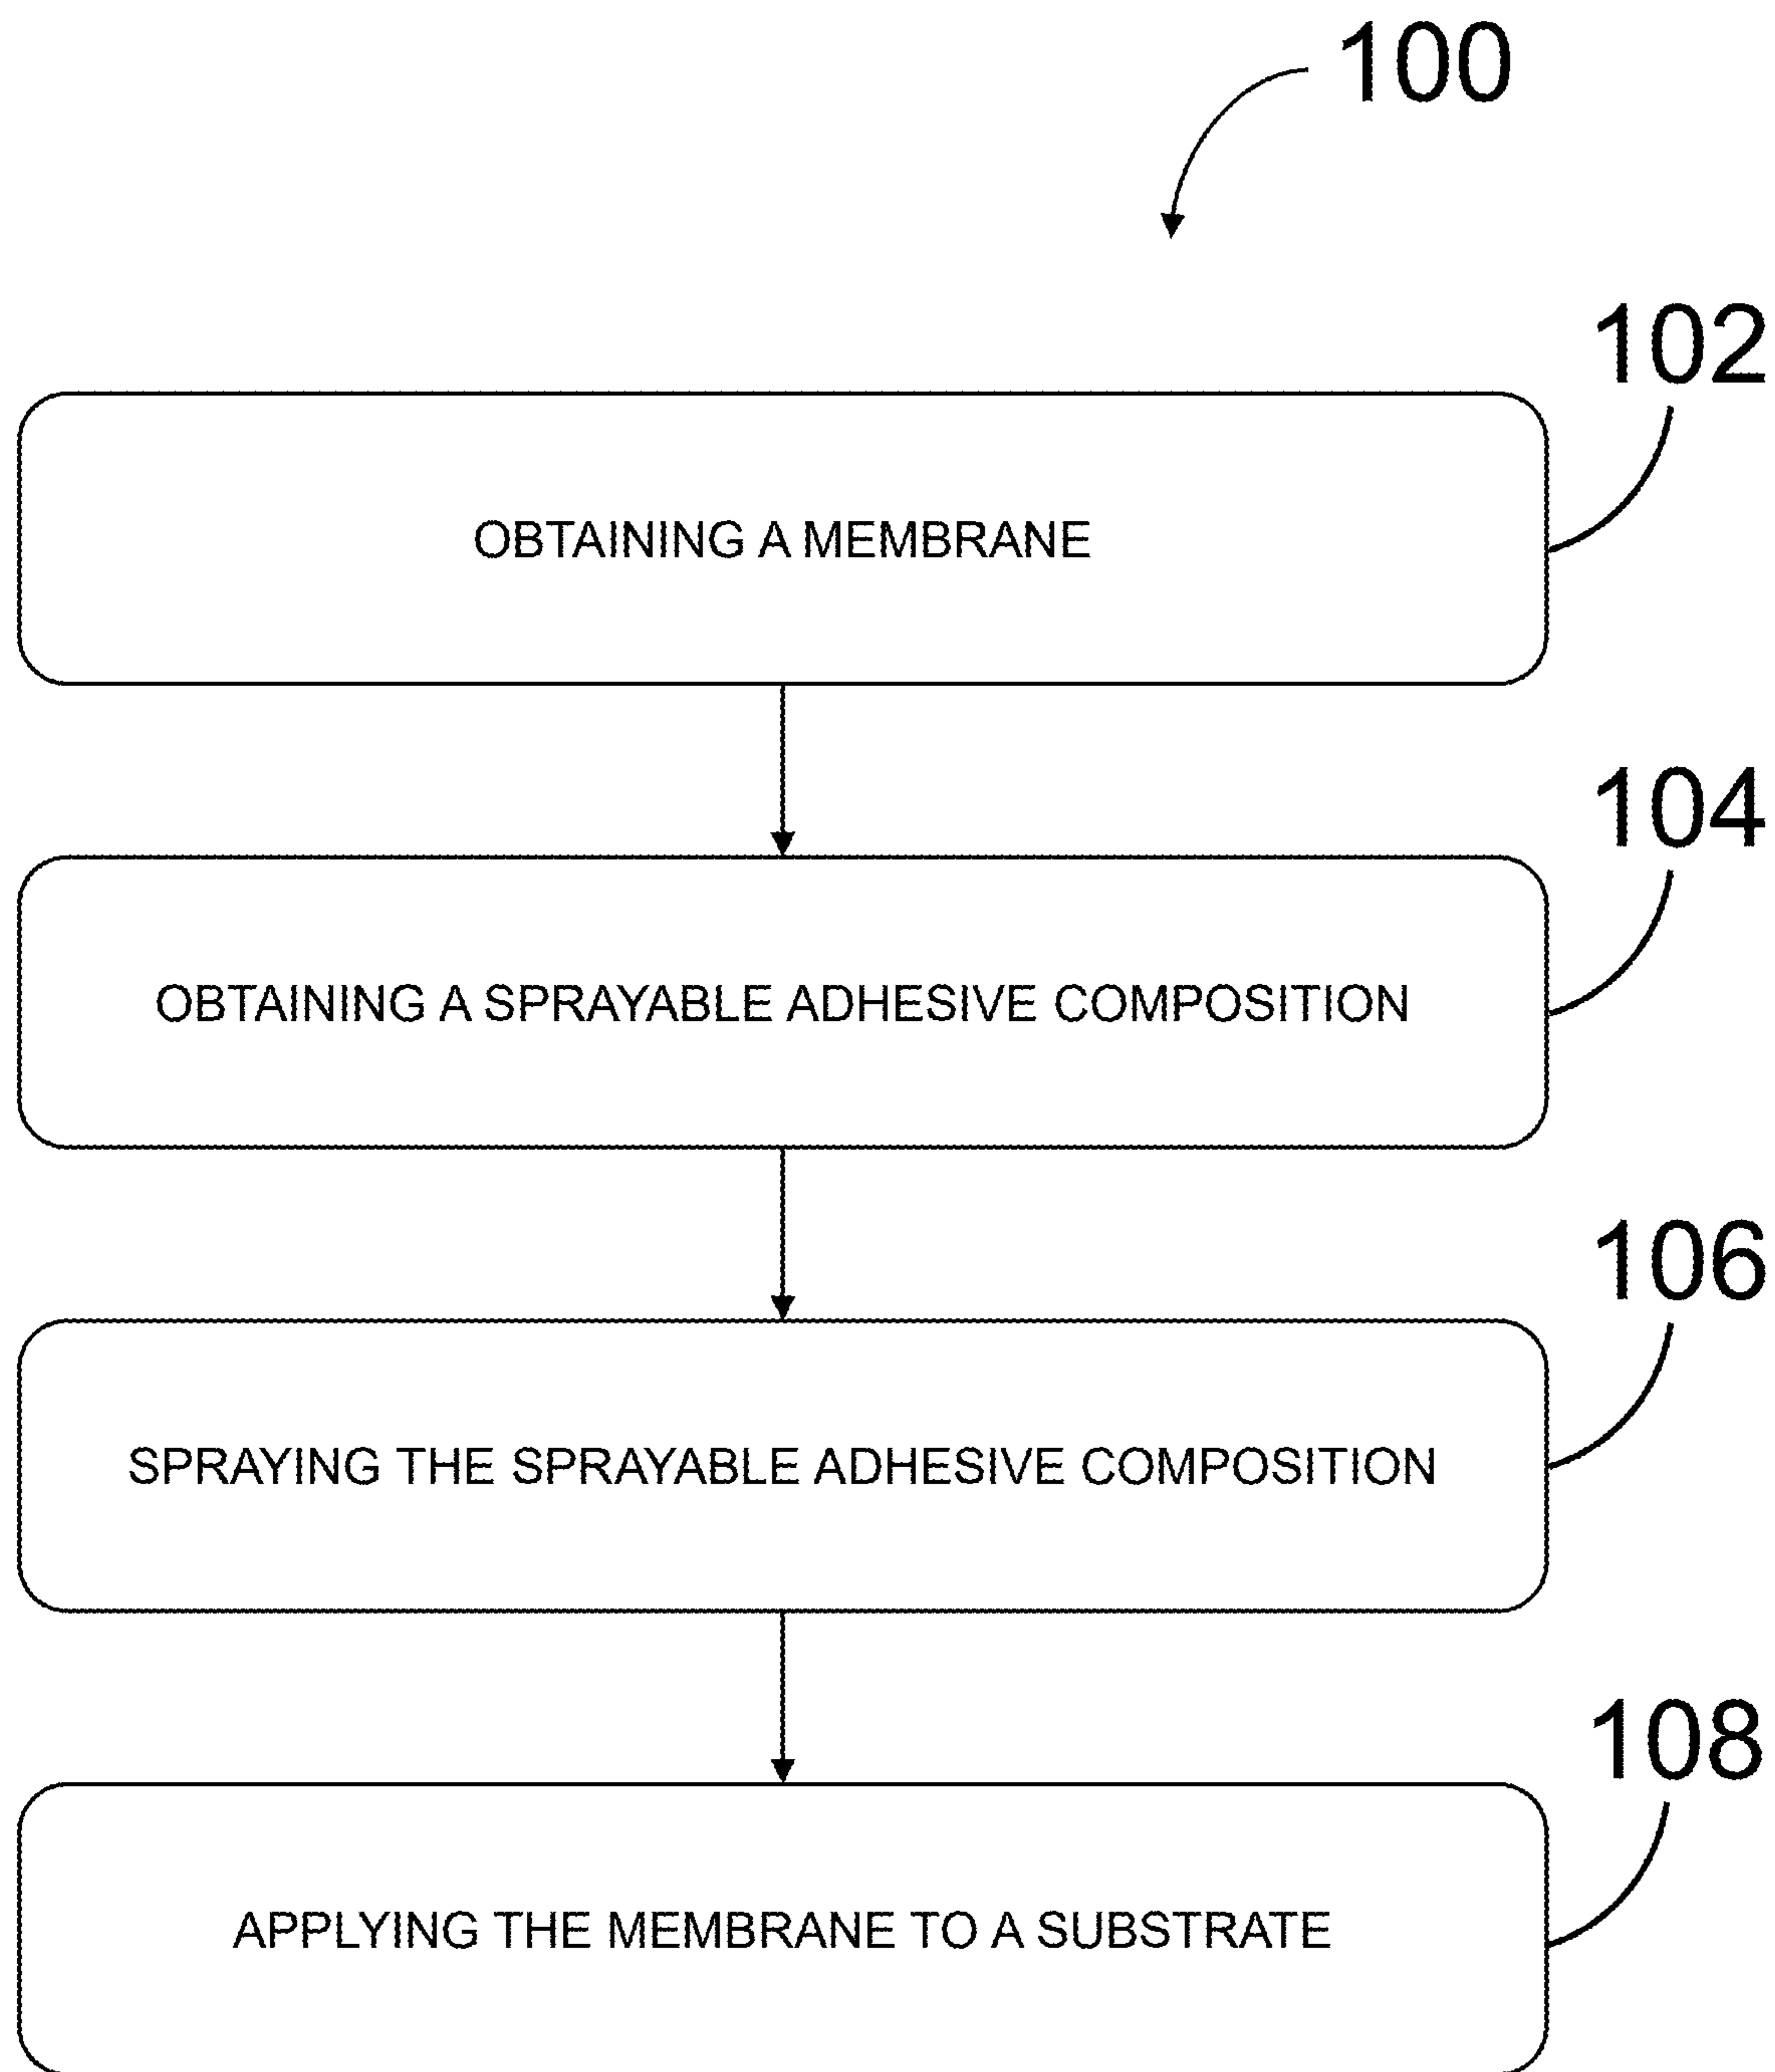 100
102
OBTAINING A MEMBRANE
104
OBTAINING A SPRAYABLE ADHESIVE COMPOSITION
106
SPRAYING THE SPRAYABLE ADHESIVE COMPOSITION
108
APPLYING THE MEMBRANE TO A SUBSTRATE